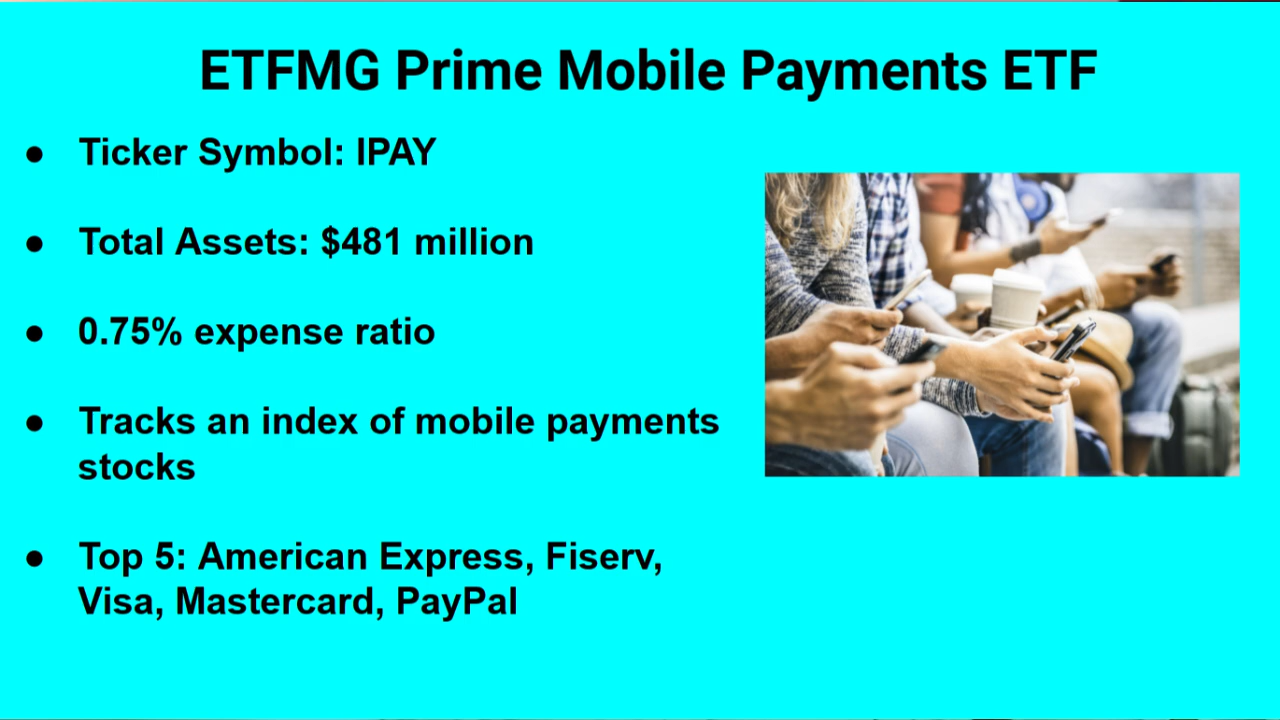 ETFMG Prime Mobile Payments ETF
● Ticker Symbol: IPAY
● Total Assets: $481 million
● 0.75% expense ratio
● Tracks an index of mobile payments
stocks
● Top 5: American Express, Fiserv,
Visa, Mastercard, PayPal